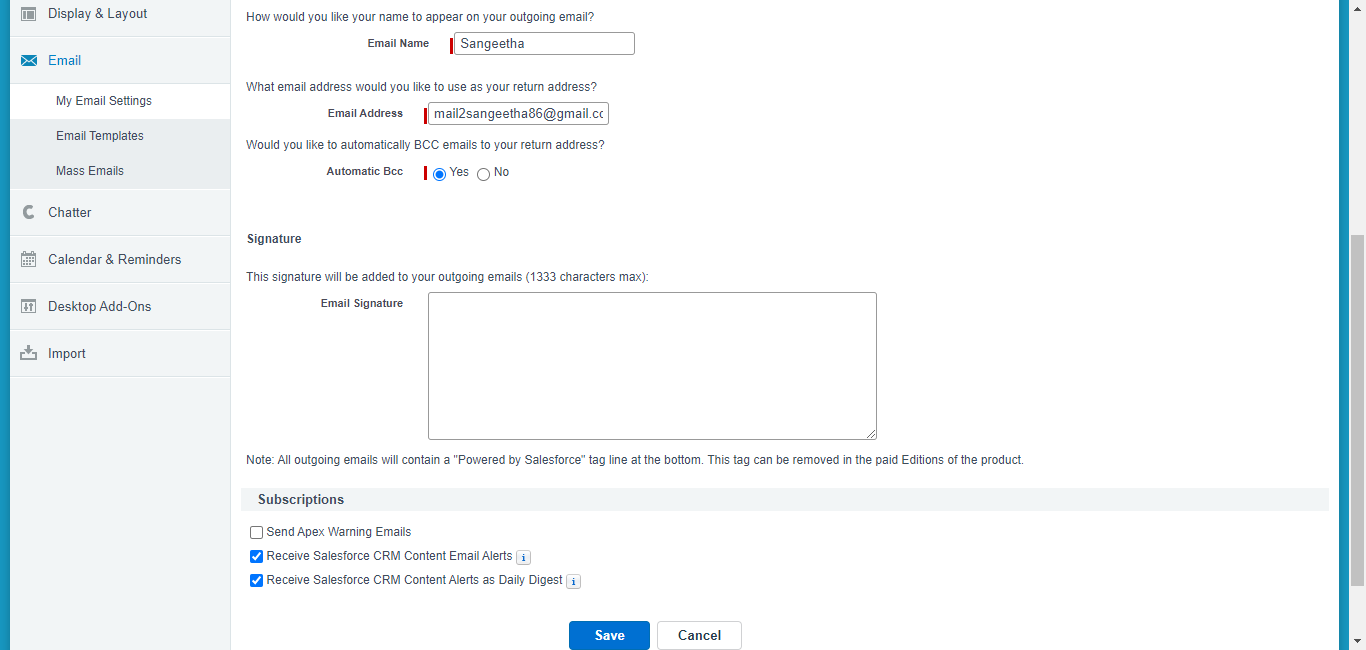 Display & Layout
Email
My Email Settings
Email Templates
Mass Emails
Chatter
Calendar & Reminders
Desktop Add-Ons
Import
How would you like your name to appear on your outgoing email?
Email Name Sangeetha
What email address would you like to use as your return address?
Email Address mail2sangeetha86@gmail.cc
Would you like to automatically BCC emails to your return address?
Automatic Bcc Yes No
Signature
This signature will be added to your outgoing emails (1333 characters max):
Email Signature
Note: All outgoing emails will contain a "Powered by Salesforce" tag line at the bottom. This tag can be removed in the paid Editions of the product.
Subscriptions
Send Apex Warning Emails
Receive Salesforce CRM Content Email Alerts i
Receive Salesforce CRM Content Alerts as Daily Digest i
Save Cancel